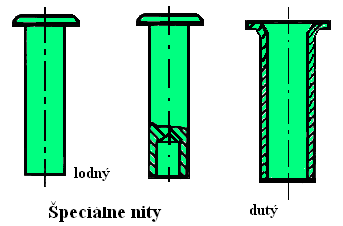 lodný
Špeciálne nity
dutý